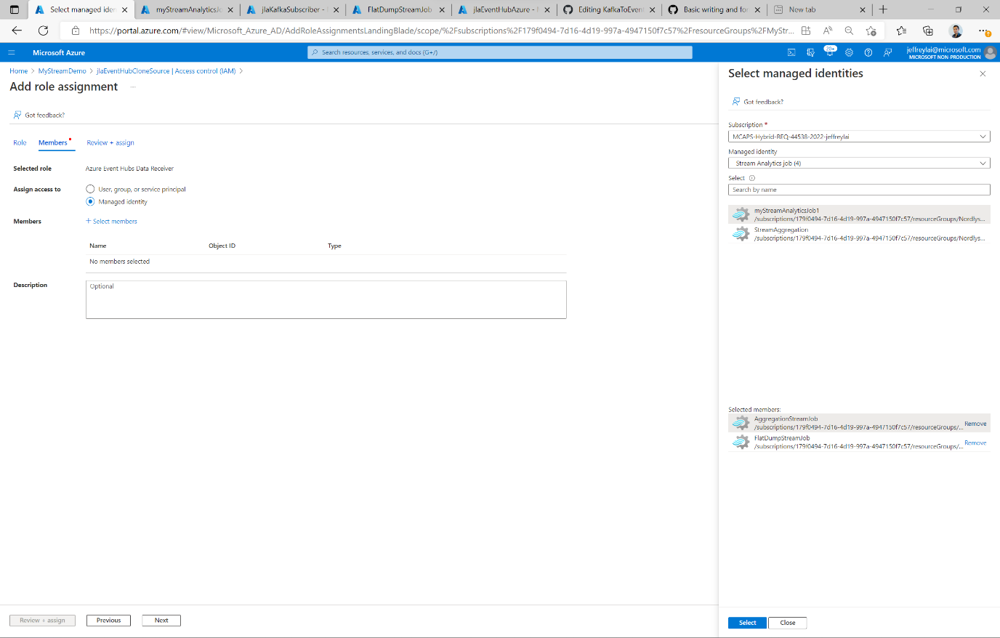 Select managed iden
myStreamAnalyticsJo
jlaKafkaSubscriber -
FlatDumpStreamJob
jlaEventHubAzure -
Editing KafkaToEvent
Basic writing and for
New tab
https://portal.azure.com/#view/Microsoft_Azure_AD/AddRoleAssignmentsLandingBlade/scope/%2Fsubscriptions%2F179f0494-7d16-4d19-997a-4947150f7c57%2FresourceGroups%2FMyStr...
Microsoft Azure
Search resources, services, and docs (G+/)
20+
jeffreylai@microsoft.com
MICROSOFT NON-PRODUCTION
Home > MyStreamDemo > jlaEventHubCloneSource | Access control (IAM) >
Add role assignment ...
Got feedback?
Role Members Review + assign
Selected role Azure Event Hubs Data Receiver
Assign access to User, group, or service principal
Managed identity
Members + Select members
Name Object ID Type
No members selected
Description Optional
Review + assign Previous Next
Select managed identities
Got feedback?
Subscription *
MCAPS-Hybrid-REQ-44538-2022-jeffreylai
Managed identity
Stream Analytics job (4)
Select
Search by name
myStreamAnalyticsJob1
/subscriptions/179f0494-7d16-4d19-997a-4947150f7c57/resourceGroups/Nordlys...
StreamAggregation
/subscriptions/179f0494-7d16-4d19-997a-4947150f7c57/resourceGroups/Nordlys...
Selected members:
AggregationStreamJob
/subscriptions/179f0494-7d16-4d19-997a-4947150f7c57/resourceGroups/... Remove
FlatDumpStreamJob
/subscriptions/179f0494-7d16-4d19-997a-4947150f7c57/resourceGroups/... Remove
Select Close